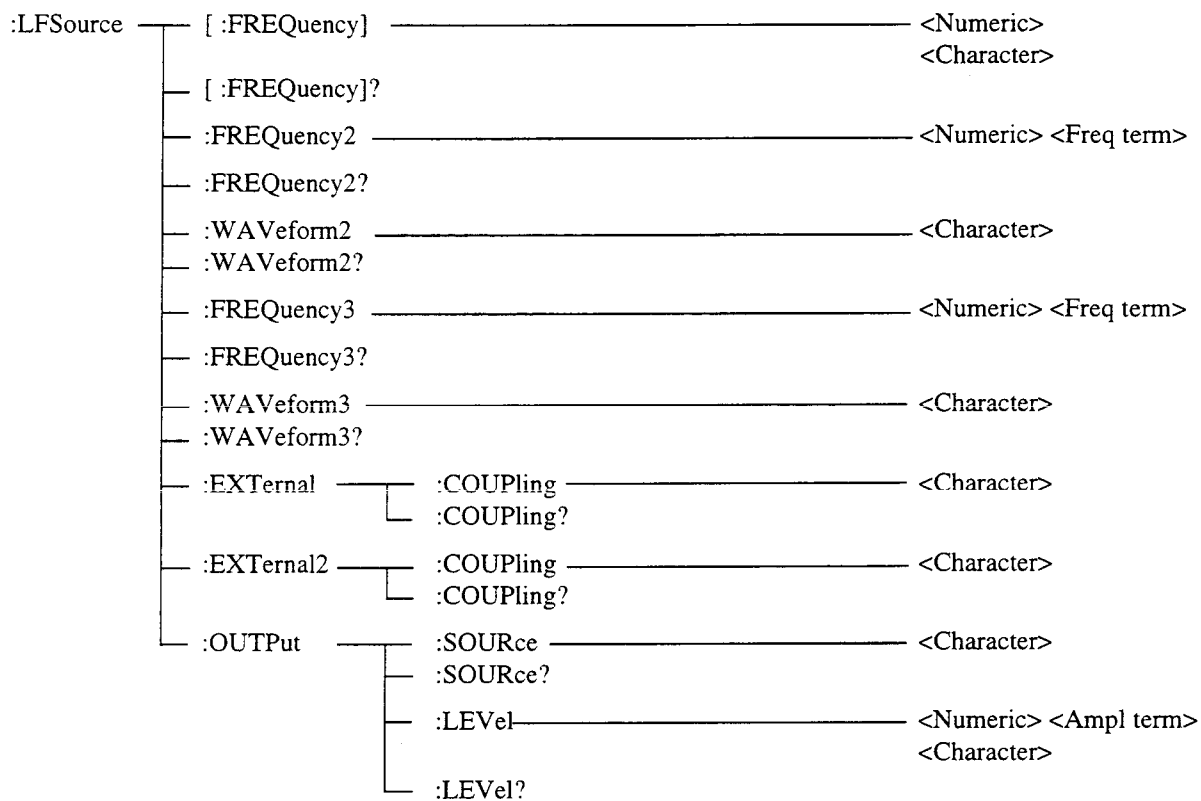 :LFSource [ :FREQuency] <Numeric>
<Character>
[ :FREQuency]?
:FREQuency2 <Numeric> <Freq term>
:FREQuency2?
:WAVeform2 <Character>
:WAVeform2?
:FREQuency3 <Numeric> <Freq term>
:FREQuency3?
:WAVeform3 <Character>
:WAVeform3?
:EXTernal :COUPling <Character>
:COUPling?
:EXTernal2 :COUPling <Character>
:COUPling?
:OUTPut :SOURce <Character>
:SOURce?
:LEVel <Numeric> <Ampl term>
<Character>
:LEVel?